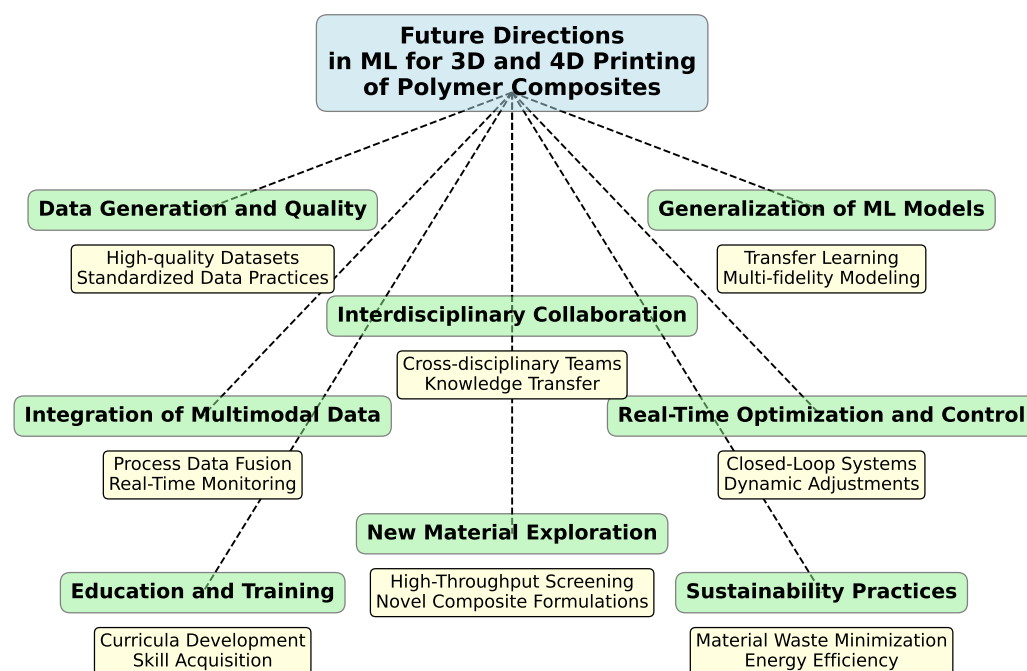 Future Directions
in ML for 3D and 4D Printing
of Polymer Composites
Data Generation and Quality
High-quality Datasets
Standardized Data Practices
Generalization of ML Models
Transfer Learning
Multi-fidelity Modeling
Interdisciplinary Collaboration
Cross-disciplinary Teams
Knowledge Transfer
Integration of Multimodal Data
Process Data Fusion
Real-Time Monitoring
Real-Time Optimization and Control
Closed-Loop Systems
Dynamic Adjustments
New Material Exploration
High-Throughput Screening
Novel Composite Formulations
Education and Training
Curricula Development
Skill Acquisition
Sustainability Practices
Material Waste Minimization
Energy Efficiency